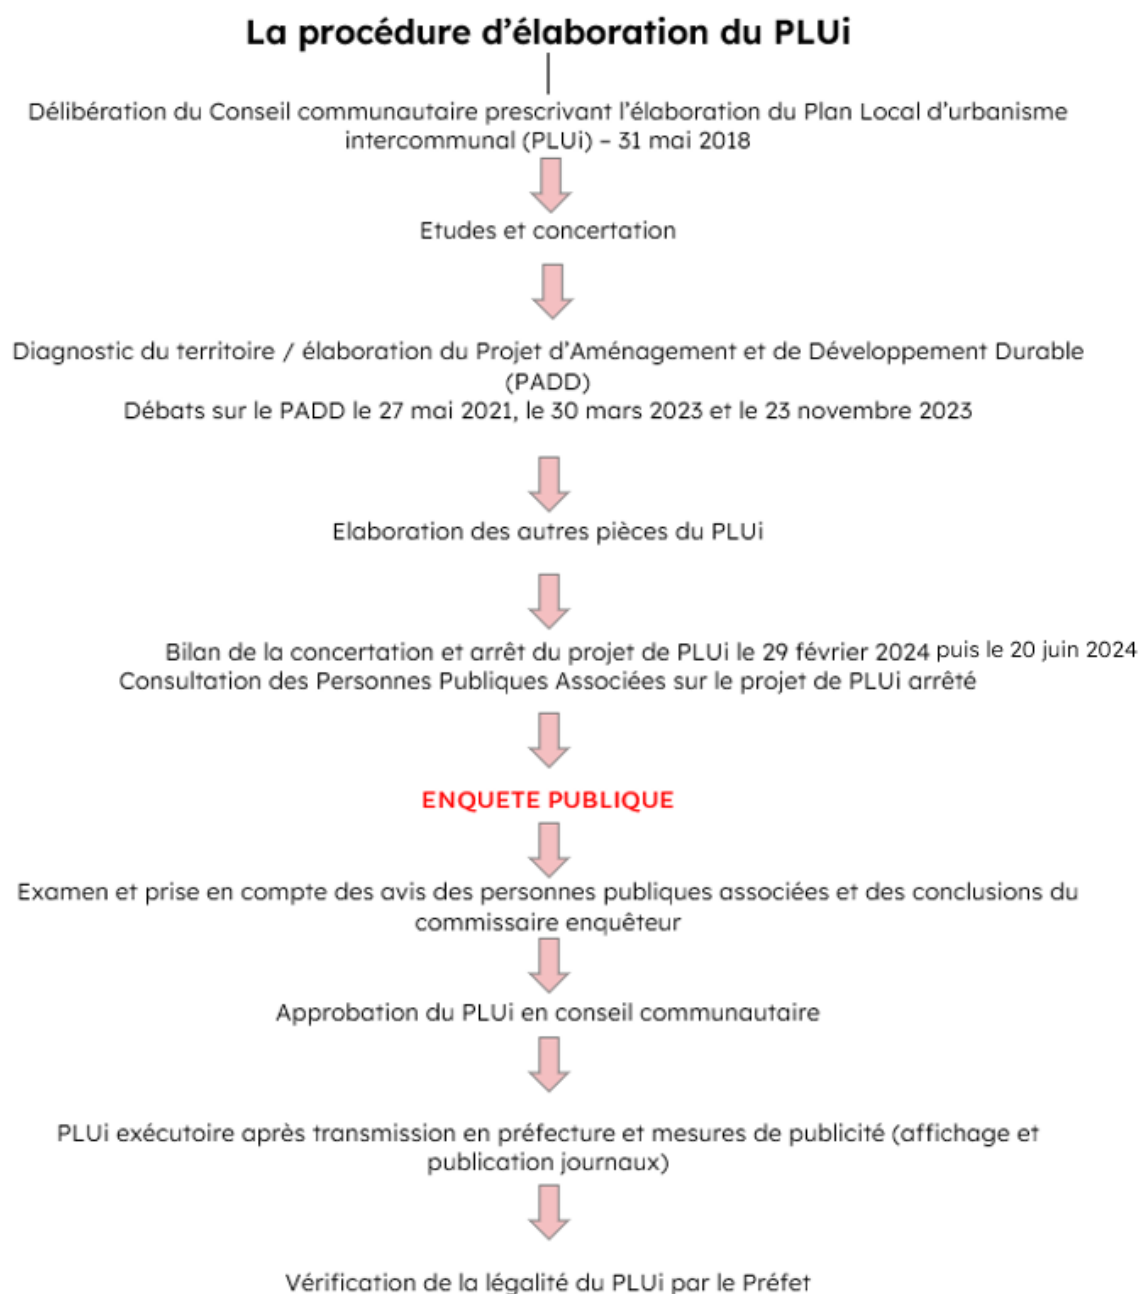 La procédure d’élaboration du PLUi
Délibération du Conseil communautaire prescrivant l’élaboration du Plan Local d’urbanisme
intercommunal (PLUi) – 31 mai 2018
Etudes et concertation
Diagnostic du territoire / élaboration du Projet d’Aménagement et de Développement Durable
(PADD)
Débats sur le PADD le 27 mai 2021, le 30 mars 2023 et le 23 novembre 2023
Elaboration des autres pièces du PLUi
Bilan de la concertation et arrêt du projet de PLUi le 29 février 2024 puis le 20 juin 2024
Consultation des Personnes Publiques Associées sur le projet de PLUi arrêté
ENQUETE PUBLIQUE
Examen et prise en compte des avis des personnes publiques associées et des conclusions du
commissaire enquêteur
Approbation du PLUi en conseil communautaire
PLUi exécutoire après transmission en préfecture et mesures de publicité (affichage et
publication journaux)
Vérification de la légalité du PLUi par le Préfet